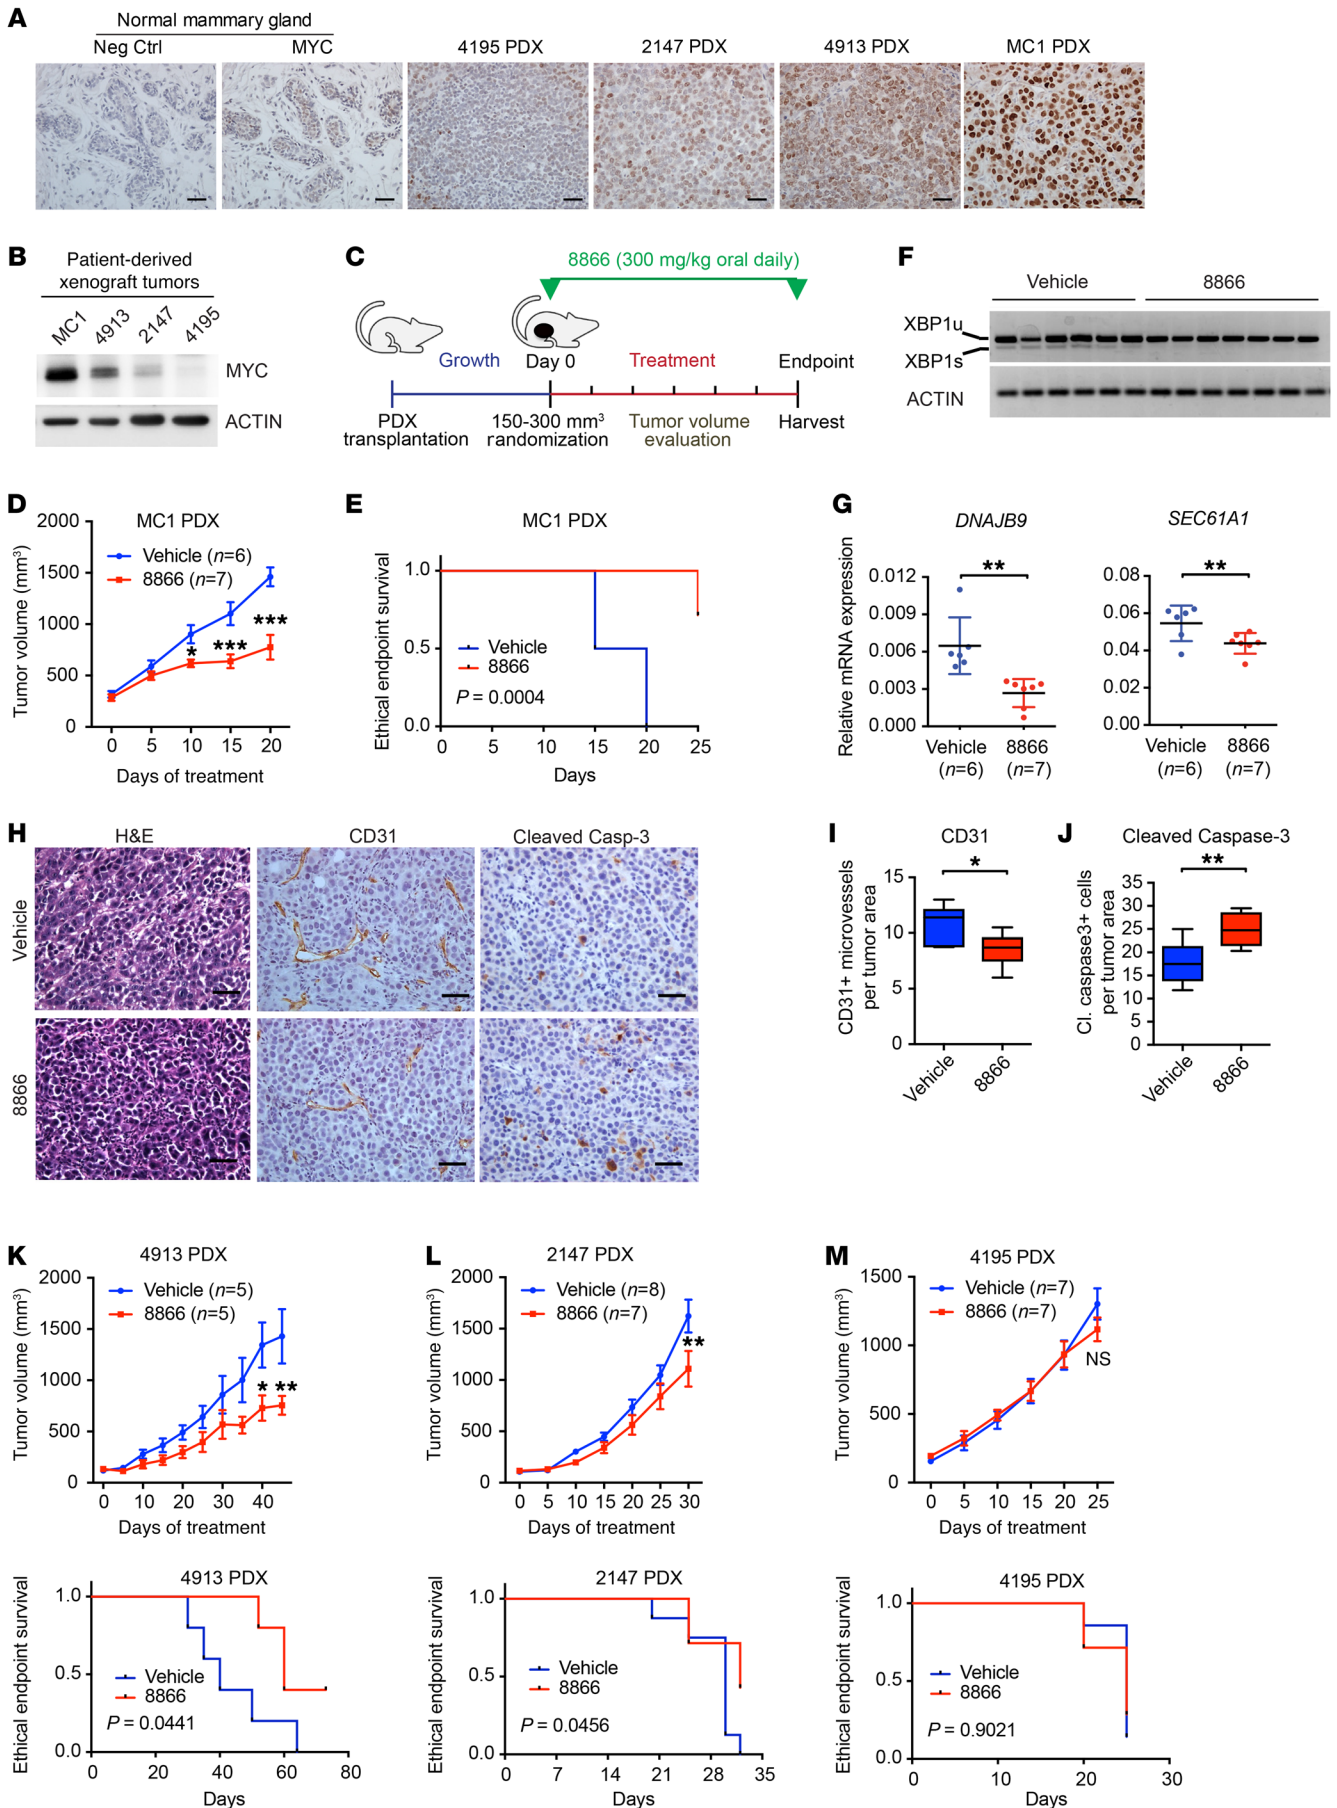 A
Normal mammary gland
Neg Ctrl
MYC
4195 PDX
2147 PDX
4913 PDX
MC1 PDX
B
Patient-derived
xenograft tumors
MC1
4913
2147
4195
MYC
ACTIN
C
8866 (300 mg/kg oral daily)
Growth
Day 0
Treatment
Endpoint
PDX
transplantation
150-300 mm³
randomization
Tumor volume
evaluation
Harvest
F
Vehicle
8866
XBP1u
XBP1s
ACTIN
D
MC1 PDX
Tumor volume (mm³)
2000
1500
1000
500
0
Vehicle (n=6)
8866 (n=7)
*
***
***
0 5 10 15 20
Days of treatment
E
MC1 PDX
Ethical endpoint survival
1.0
0.5
0.0
Vehicle
8866
P = 0.0004
0 5 10 15 20 25
Days
G
DNAJB9
Relative mRNA expression
0.012
0.009
0.006
0.003
0.000
**
Vehicle
(n=6)
8866
(n=7)
SEC61A1
0.08
0.06
0.04
0.02
0.00
**
Vehicle
(n=6)
8866
(n=7)
H
H&E
CD31
Cleaved Casp-3
Vehicle
8866
I
CD31
CD31+ microvessels
per tumor area
15
10
5
0
*
Vehicle
8866
J
Cleaved Caspase-3
Cl. caspase3+ cells
per tumor area
35
30
25
20
15
10
5
0
**
Vehicle
8866
K
4913 PDX
Tumor volume (mm³)
2000
1500
1000
500
0
Vehicle (n=5)
8866 (n=5)
* **
0 10 20 30 40
Days of treatment
4913 PDX
Ethical endpoint survival
1.0
0.5
0.0
Vehicle
8866
P = 0.0441
0 20 40 60 80
Days
L
2147 PDX
Tumor volume (mm³)
2000
1500
1000
500
0
Vehicle (n=8)
8866 (n=7)
**
0 5 10 15 20 25 30
Days of treatment
2147 PDX
Ethical endpoint survival
1.0
0.5
0.0
Vehicle
8866
P = 0.0456
0 7 14 21 28 35
Days
M
4195 PDX
Tumor volume (mm³)
1500
1000
500
0
Vehicle (n=7)
8866 (n=7)
NS
0 5 10 15 20 25
Days of treatment
4195 PDX
Ethical endpoint survival
1.0
0.5
0.0
Vehicle
8866
P = 0.9021
0 10 20 30
Days